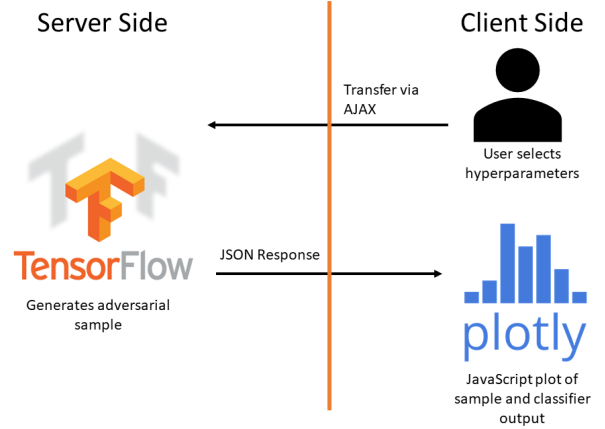 Server Side
Client Side
Transfer via
AJAX
User selects
hyperparameters
TensorFlow
JSON Response
Generates adversarial
sample
plotly
JavaScript plot of
sample and classifier
output